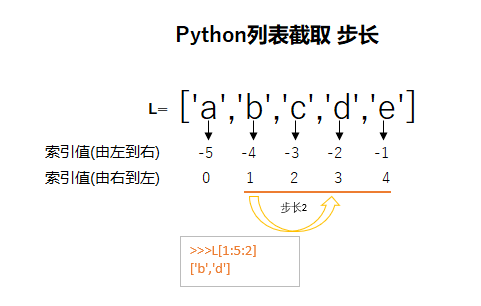 Python列表截取 步长
L= ['a','b','c','d','e']
索引值(由左到右) -5 -4 -3 -2 -1
索引值(由右到左) 0 1 2 3 4
步长2
>>>L[1:5:2]
['b','d']